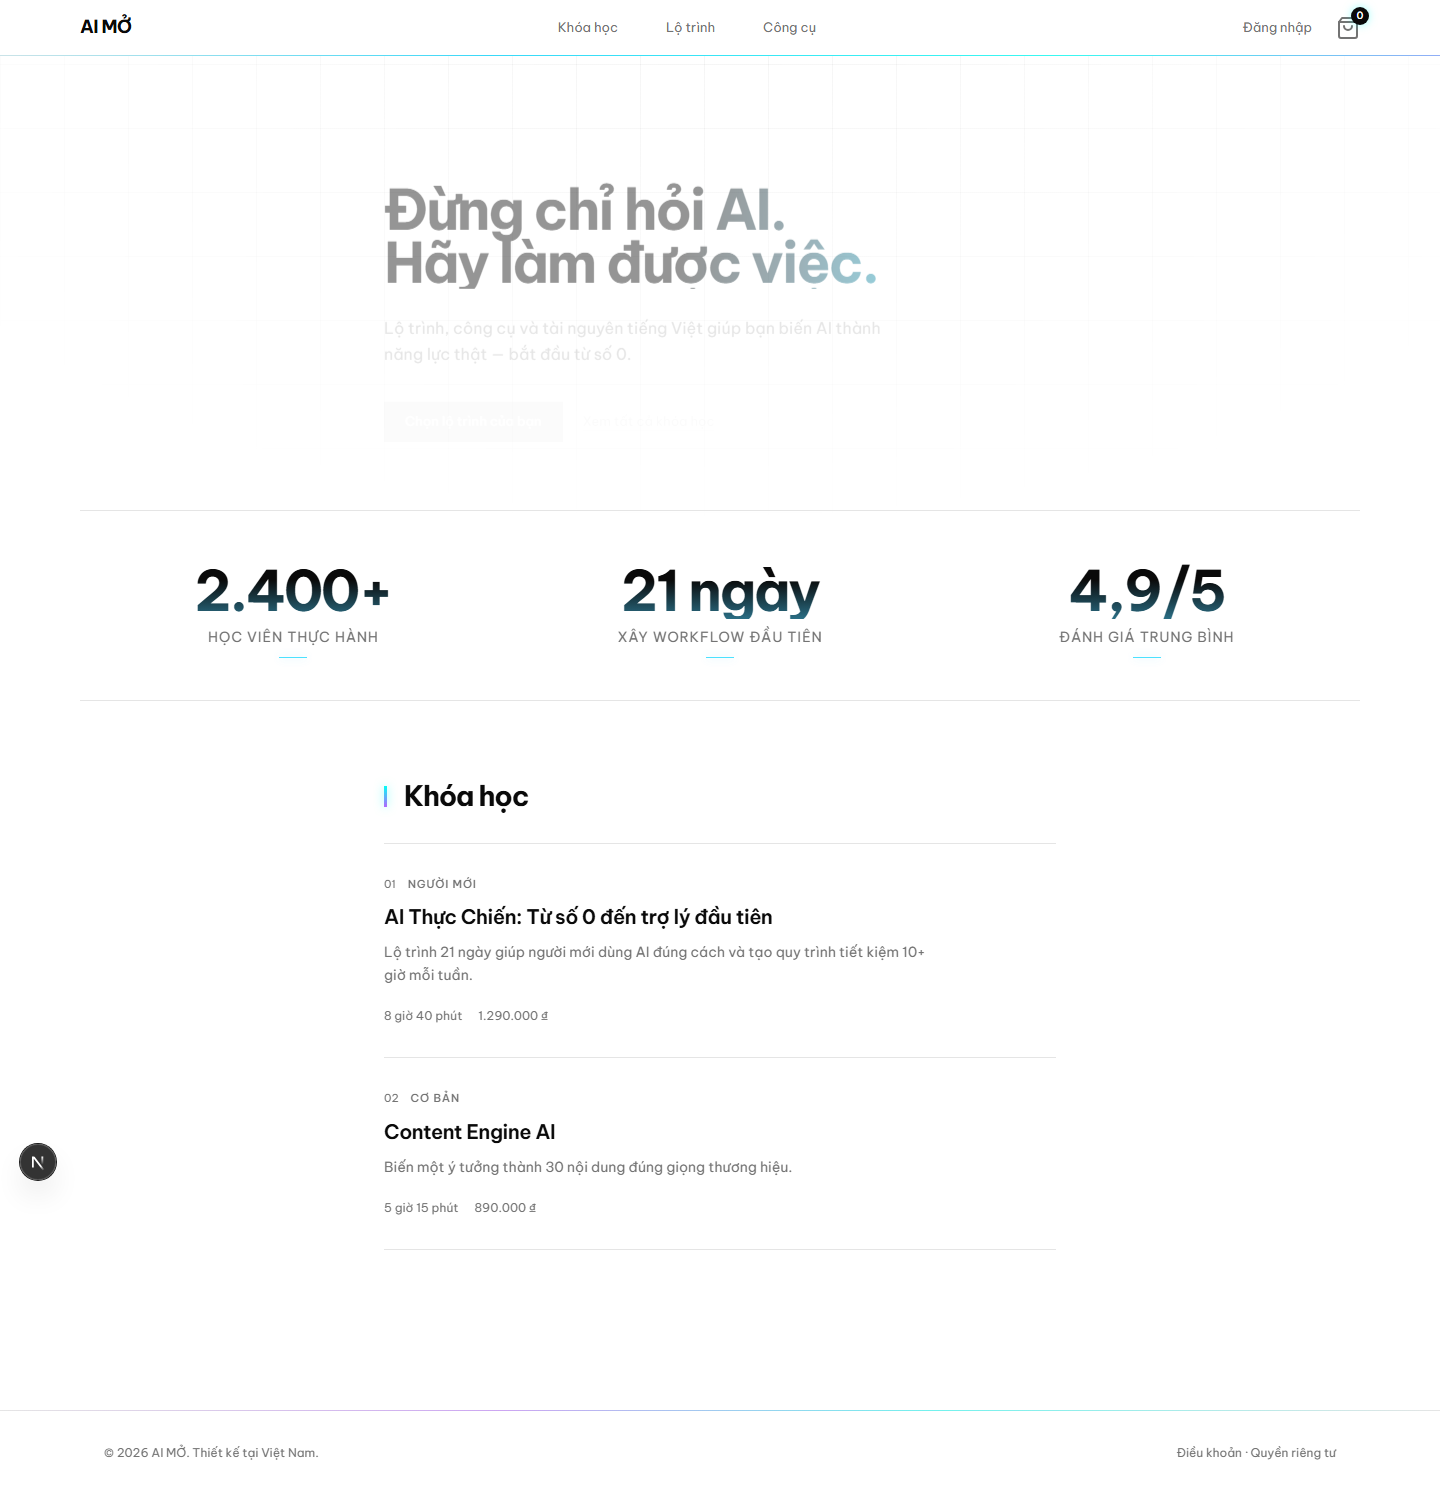 AI MỞ
Khóa học
Lộ trình
Công cụ
Đăng nhập
0
Đừng chỉ hỏi AI.
Hãy làm được việc.
Lộ trình, công cụ và tài nguyên tiếng Việt giúp bạn biến AI thành
năng lực thật — bắt đầu từ số 0.
2.400+
HỌC VIÊN THỰC HÀNH
21 ngày
XÂY WORKFLOW ĐẦU TIÊN
4,9/5
ĐÁNH GIÁ TRUNG BÌNH
Khóa học
01 NGƯỜI MỚI
AI Thực Chiến: Từ số 0 đến trợ lý đầu tiên
Lộ trình 21 ngày giúp người mới dùng AI đúng cách và tạo quy trình tiết kiệm 10+
giờ mỗi tuần.
8 giờ 40 phút 1.290.000 ₫
02 CƠ BẢN
Content Engine AI
Biến một ý tưởng thành 30 nội dung đúng giọng thương hiệu.
5 giờ 15 phút 890.000 ₫
N
© 2026 AI MỞ. Thiết kế tại Việt Nam.
Điều khoản · Quyền riêng tư